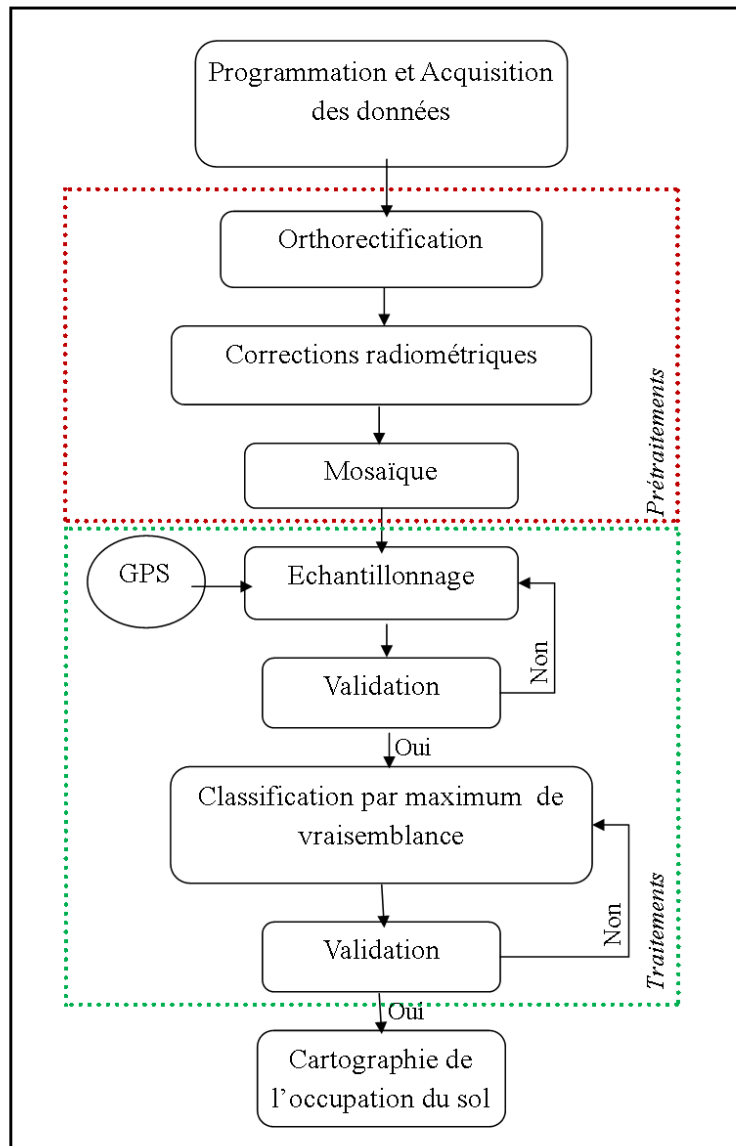 Programmation et Acquisition
des données
Orthorectification
Corrections radiométriques
Mosaïque
Prétraitements
GPS
Echantillonnage
Non
Validation
Oui
Classification par maximum de
vraisemblance
Non
Validation
Traitements
Oui
Cartographie de
l’occupation du sol